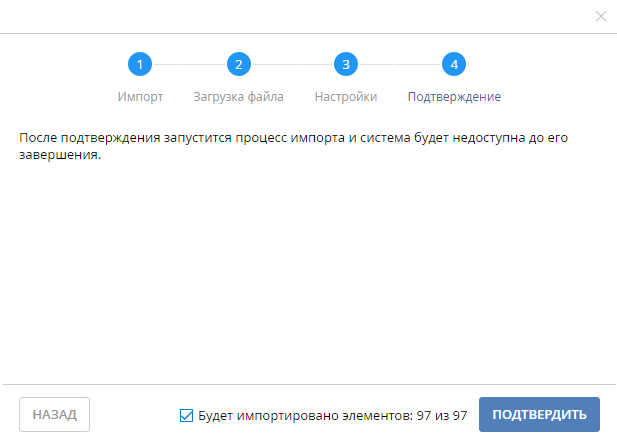 1 2 3 4
Импорт Загрузка файла Настройки Подтверждение
После подтверждения запустится процесс импорта и система будет недоступна до его
завершения.
НАЗАД Будет импортировано элементов: 97 из 97 ПОДТВЕРДИТЬ